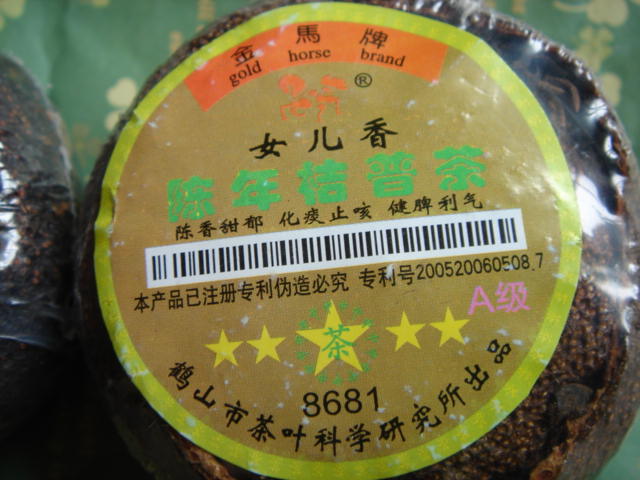 金馬牌
gold horse brand
®
女儿香
陈年桔普茶
陈香甜郁 化痰止咳 健脾利气
本产品已注册专利伪造必究 专利号200520060508.7
A级
茶
8681
鹤山市茶叶科学研究所出品